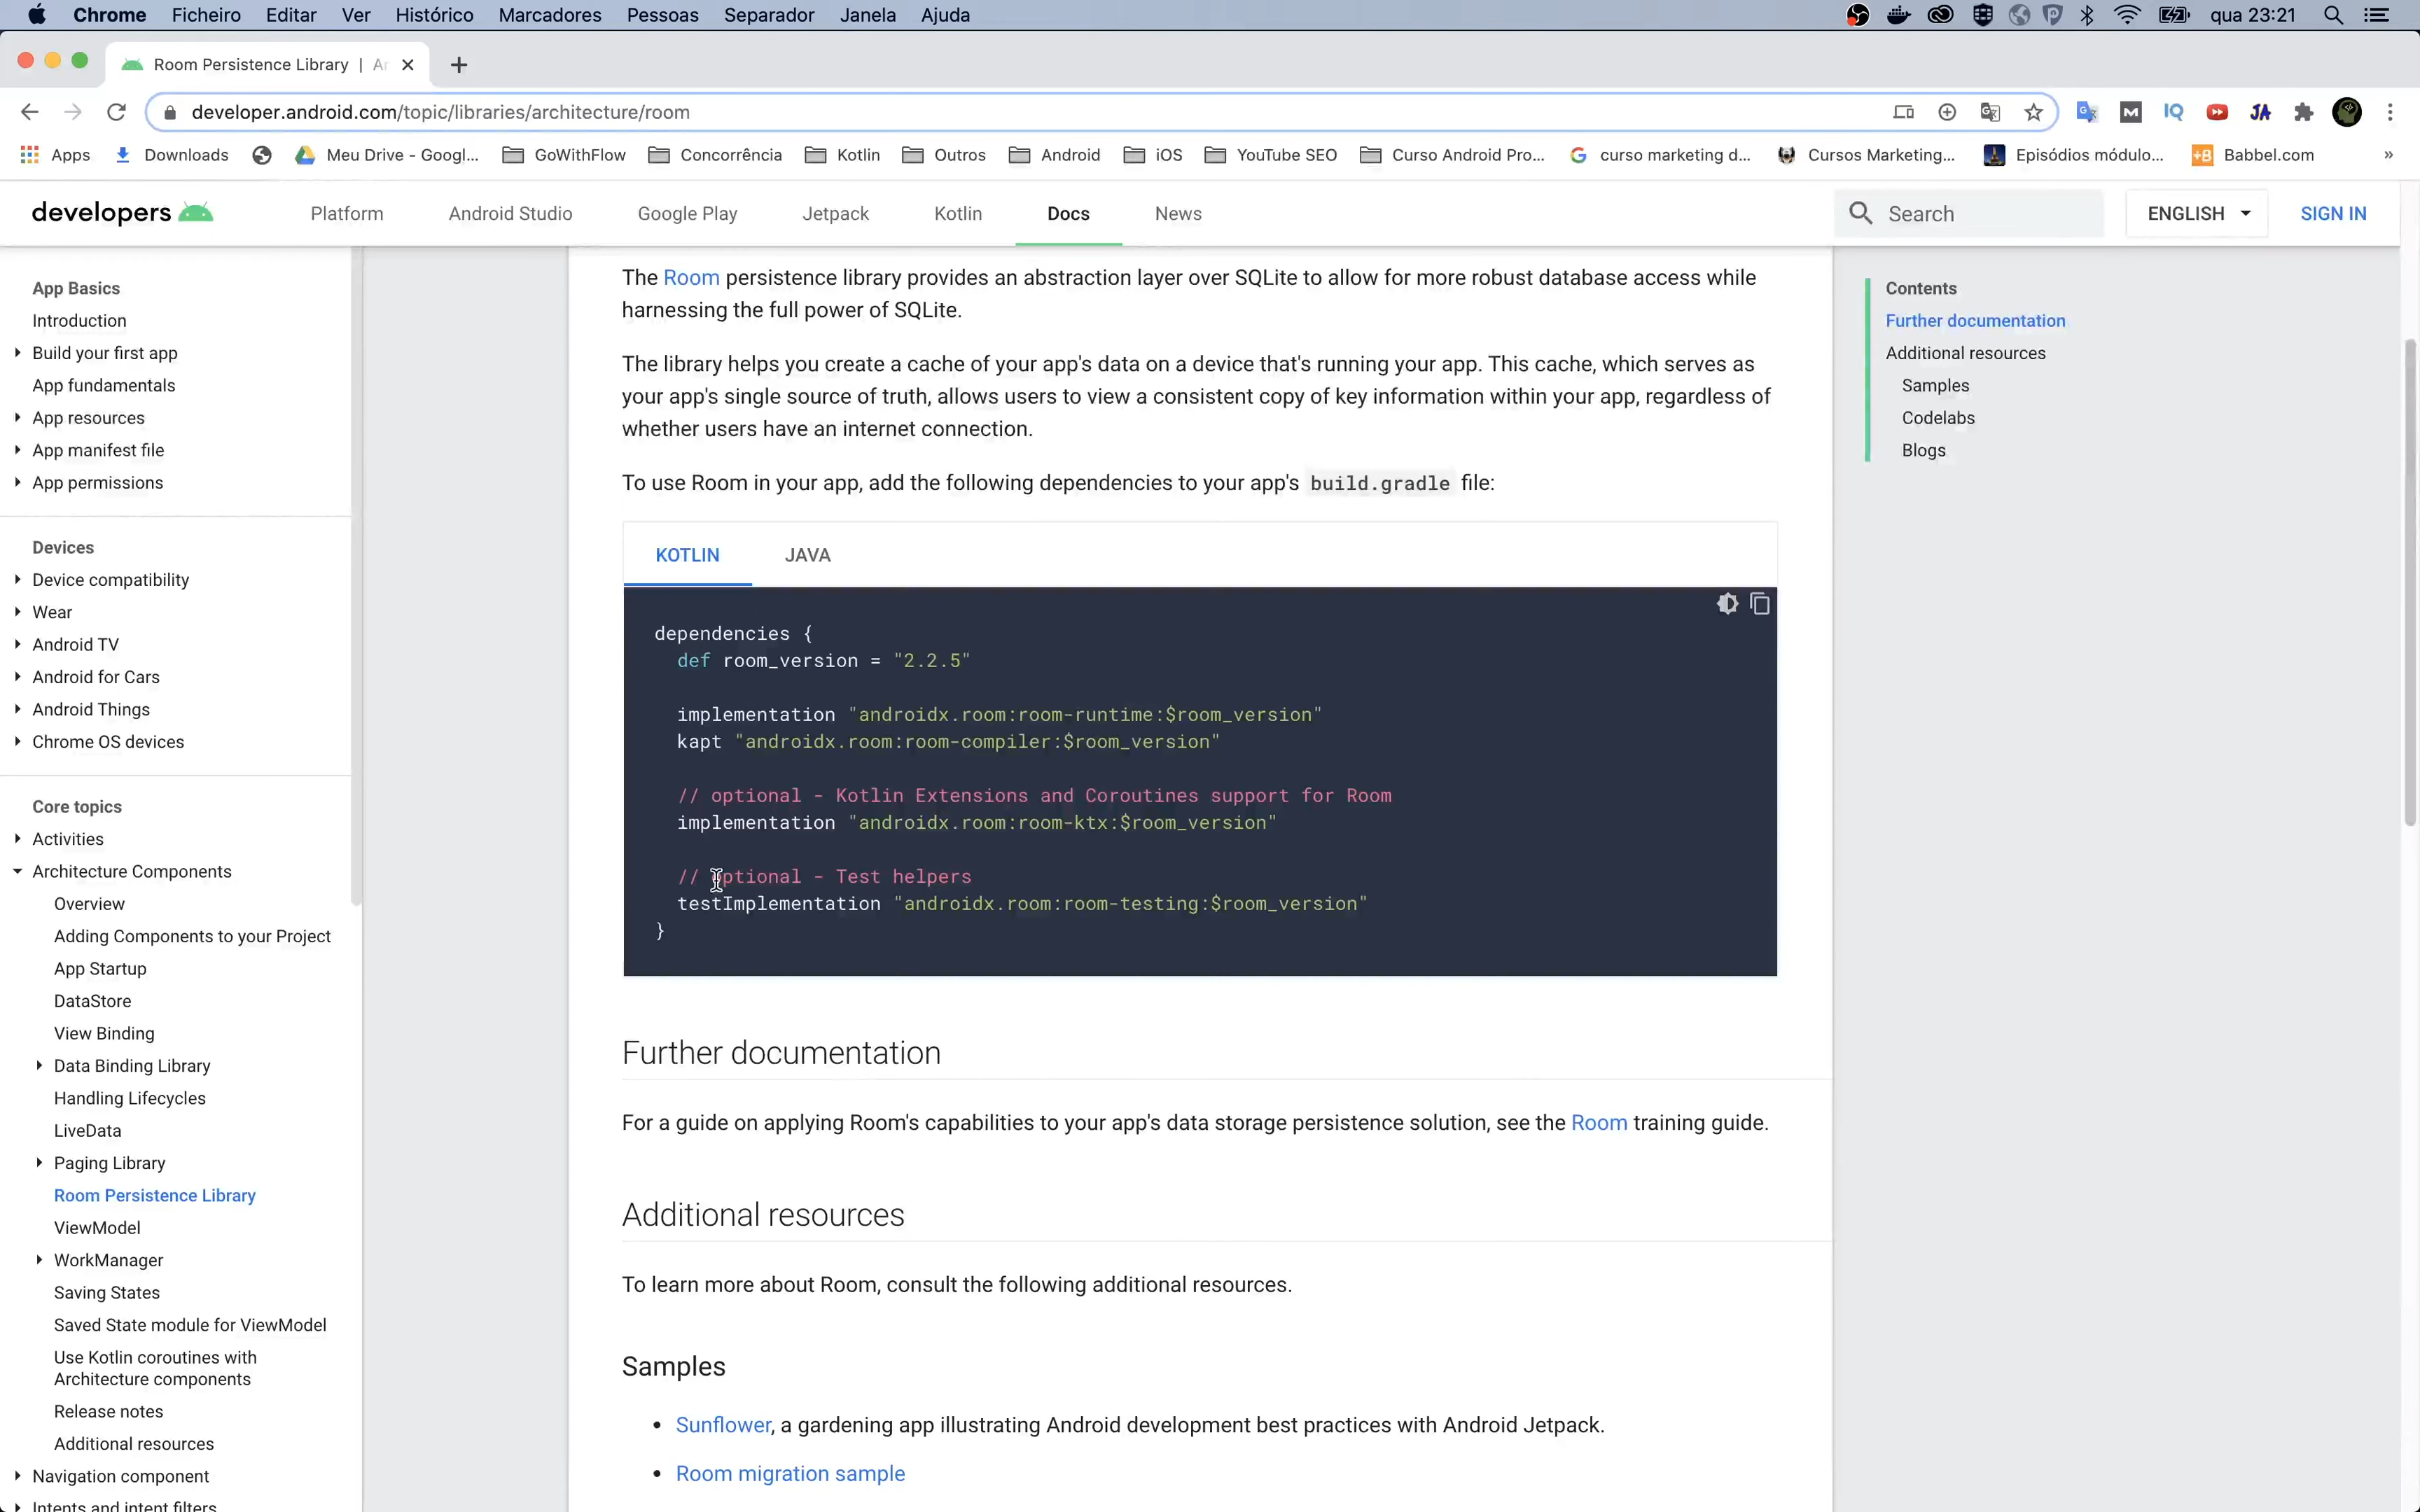 Chrome Ficheiro Editar Ver Histórico Marcadores Pessoas Separador Janela Ajuda qua 23:21
Room Persistence Library | Ar
developer.android.com/topic/libraries/architecture/room
Apps Downloads Meu Drive - Googl... GoWithFlow Concorrência Kotlin Outros Android iOS YouTube SEO Curso Android Pro... curso marketing d... Cursos Marketing... Episódios módulo... Babbel.com »
developers Platform Android Studio Google Play Jetpack Kotlin Docs News Search ENGLISH SIGN IN
App Basics
Introduction
Build your first app
App fundamentals
App resources
App manifest file
App permissions
Devices
Device compatibility
Wear
Android TV
Android for Cars
Android Things
Chrome OS devices
Core topics
Activities
Architecture Components
Overview
Adding Components to your Project
App Startup
DataStore
View Binding
Data Binding Library
Handling Lifecycles
LiveData
Paging Library
Room Persistence Library
ViewModel
WorkManager
Saving States
Saved State module for ViewModel
Use Kotlin coroutines with
Architecture components
Release notes
Additional resources
Navigation component
Intents and intent filters
The Room persistence library provides an abstraction layer over SQLite to allow for more robust database access while
harnessing the full power of SQLite.
The library helps you create a cache of your app's data on a device that's running your app. This cache, which serves as
your app's single source of truth, allows users to view a consistent copy of key information within your app, regardless of
whether users have an internet connection.
To use Room in your app, add the following dependencies to your app's build.gradle file:
KOTLIN JAVA
dependencies {
def room_version = "2.2.5"
implementation "androidx.room:room-runtime:$room_version"
kapt "androidx.room:room-compiler:$room_version"
// optional - Kotlin Extensions and Coroutines support for Room
implementation "androidx.room:room-ktx:$room_version"
// optional - Test helpers
testImplementation "androidx.room:room-testing:$room_version"
}
Further documentation
For a guide on applying Room's capabilities to your app's data storage persistence solution, see the Room training guide.
Additional resources
To learn more about Room, consult the following additional resources.
Samples
• Sunflower, a gardening app illustrating Android development best practices with Android Jetpack.
• Room migration sample
Contents
Further documentation
Additional resources
Samples
Codelabs
Blogs